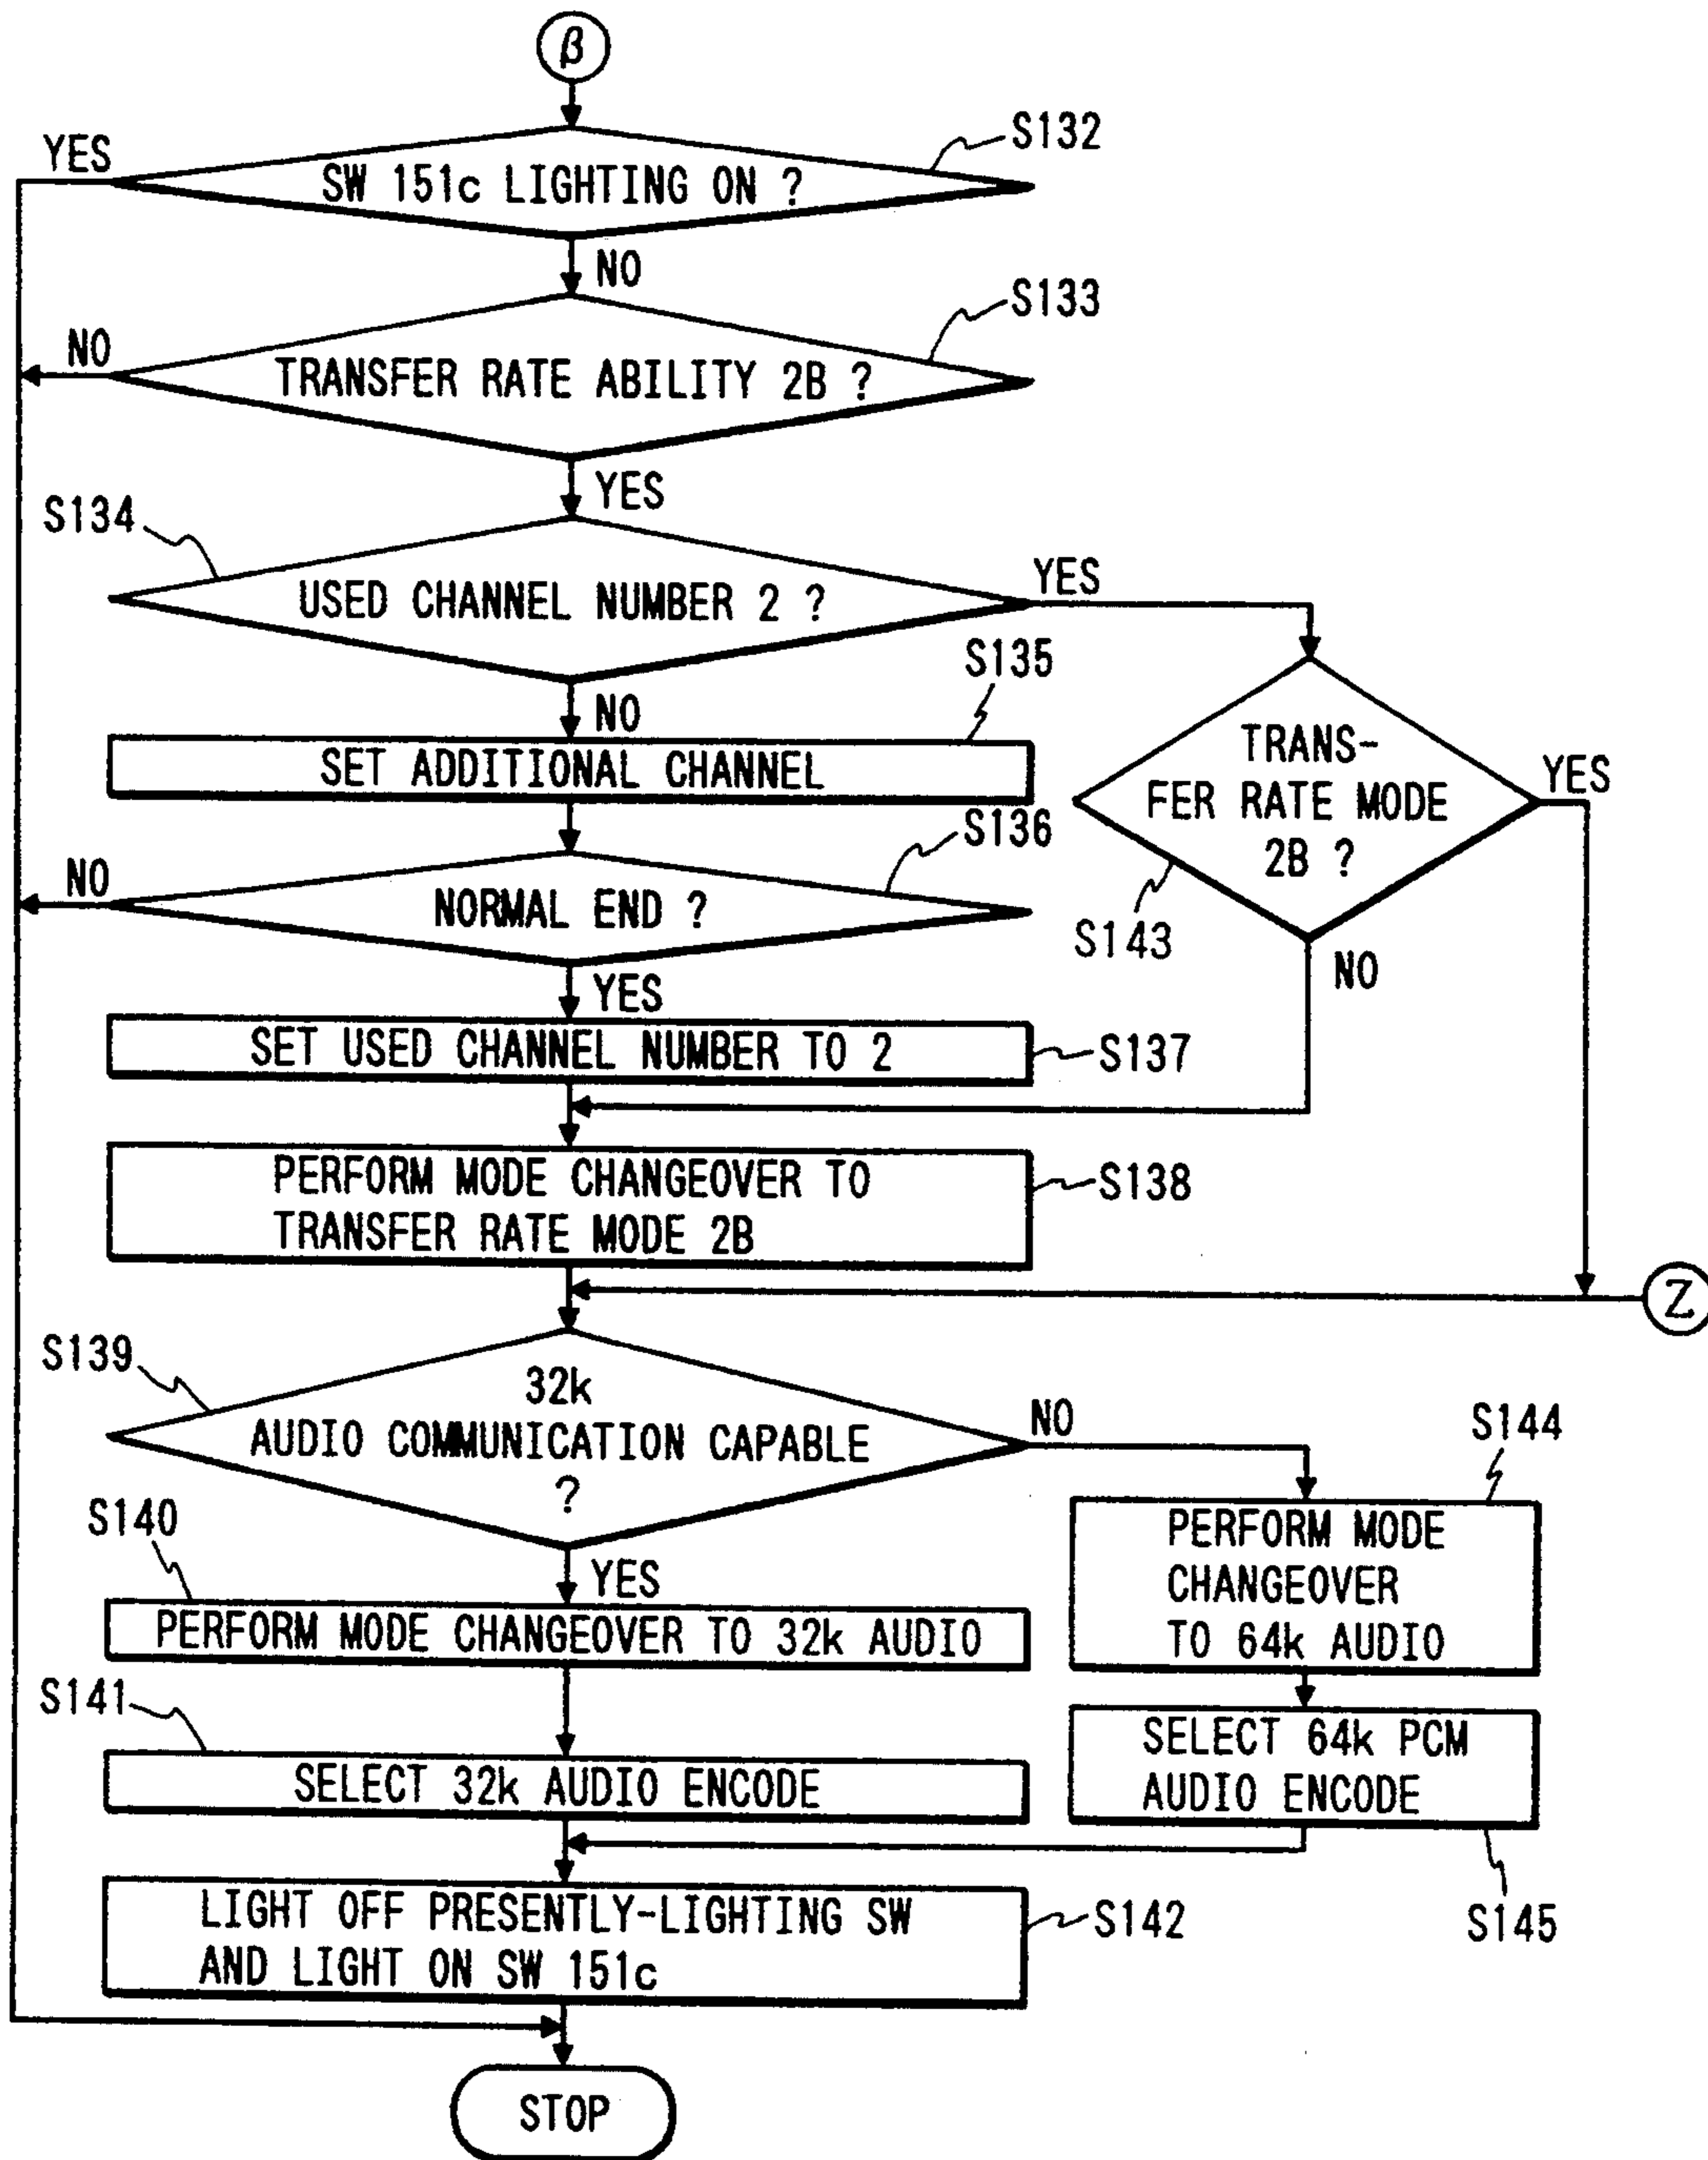 β
S132
YES
SW 151c LIGHTING ON ?
NO
S133
NO
TRANSFER RATE ABILITY 2B ?
YES
S134
USED CHANNEL NUMBER 2 ?
YES
S135
NO
SET ADDITIONAL CHANNEL
TRANS-
FER RATE MODE
2B ?
YES
S136
NO
NORMAL END ?
S143
NO
YES
SET USED CHANNEL NUMBER TO 2
S137
PERFORM MODE CHANGEOVER TO
TRANSFER RATE MODE 2B
S138
Z
S139
32k
AUDIO COMMUNICATION CAPABLE
?
NO
S144
S140
YES
PERFORM MODE CHANGEOVER TO 32k AUDIO
PERFORM MODE
CHANGEOVER
TO 64k AUDIO
S141
SELECT 32k AUDIO ENCODE
SELECT 64k PCM
AUDIO ENCODE
S145
LIGHT OFF PRESENTLY-LIGHTING SW
AND LIGHT ON SW 151c
S142
STOP